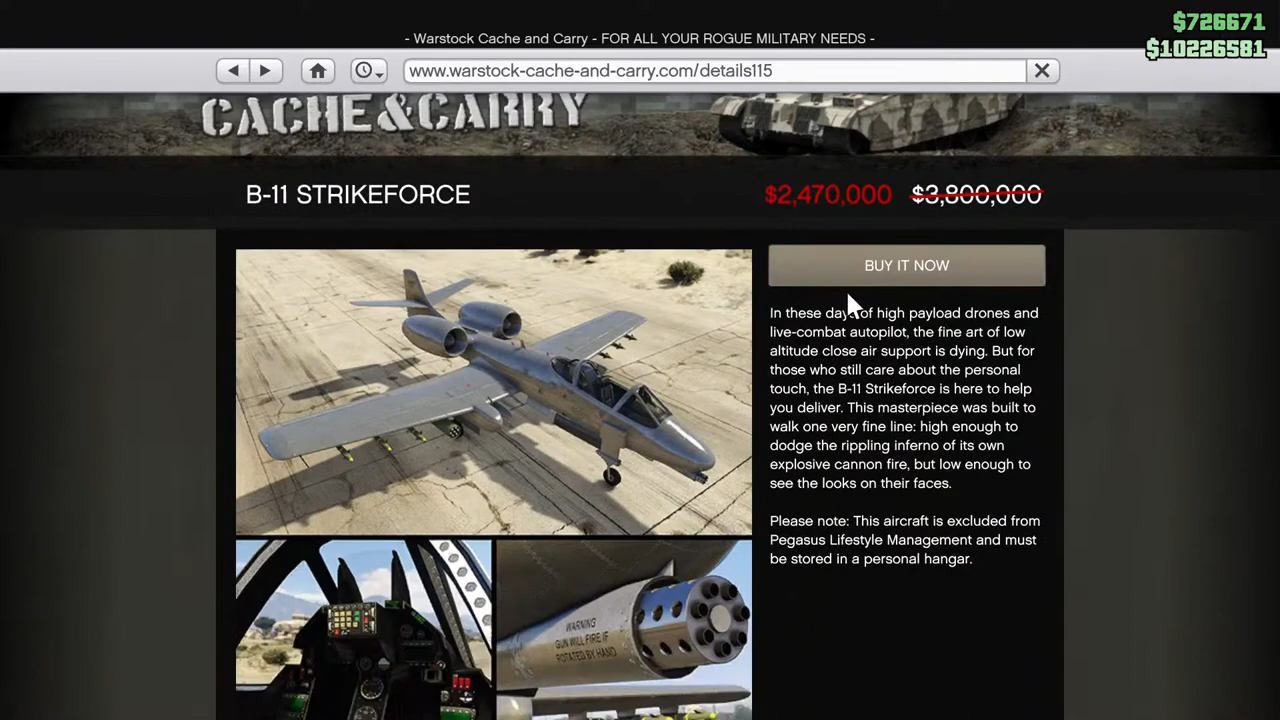 $726671
- Warstock Cache and Carry - FOR ALL YOUR ROGUE MILITARY NEEDS -
$10226581
www.warstock-cache-and-carry.com/details115
CACHE&CARRY
B-11 STRIKEFORCE
$2,470,000 $3,800,000
BUY IT NOW
In these days of high payload drones and
live-combat autopilot, the fine art of low
altitude close air support is dying. But for
those who still care about the personal
touch, the B-11 Strikeforce is here to help
you deliver. This masterpiece was built to
walk one very fine line: high enough to
dodge the rippling inferno of its own
explosive cannon fire, but low enough to
see the looks on their faces.
Please note: This aircraft is excluded from
Pegasus Lifestyle Management and must
be stored in a personal hangar.
WARNING
GUN WILL FIRE IF
ROTATED BY HAND